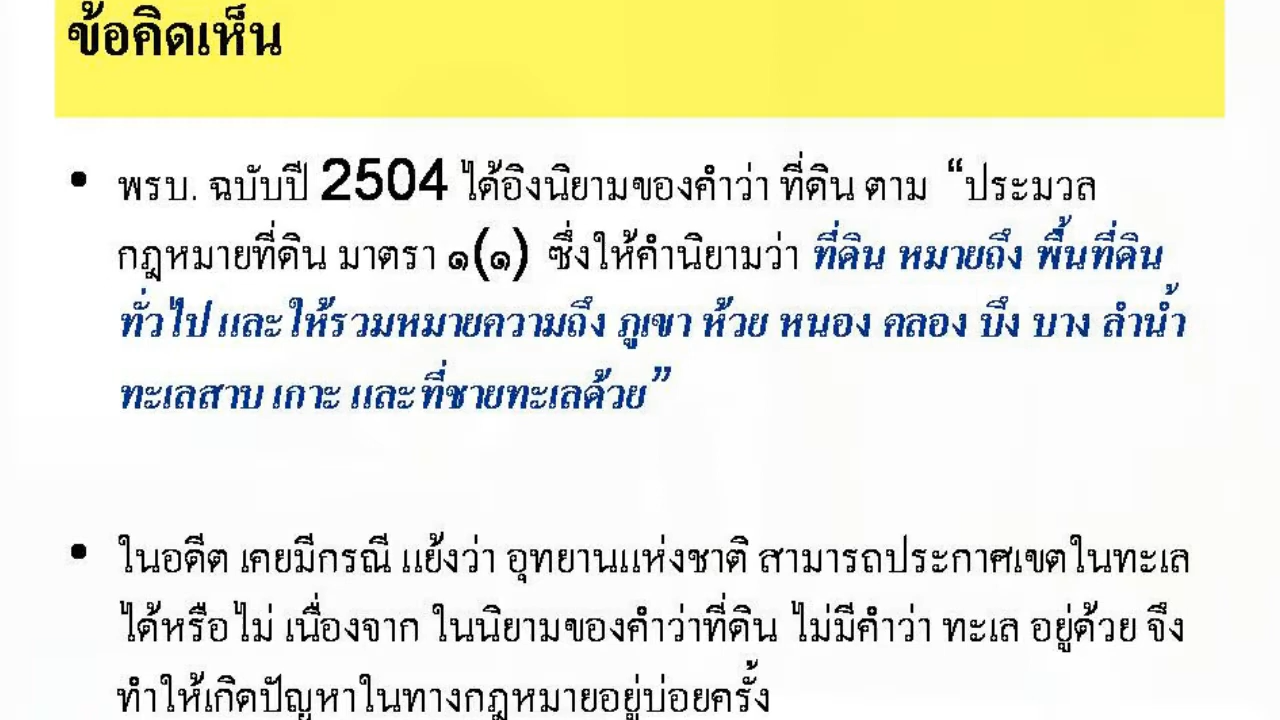 ข้อคิดเห็น
• พรบ. ฉบับปี 2504 ได้อิงนิยามของคำว่า ที่ดิน ตาม “ประมวล
กฎหมายที่ดิน มาตรา ๑(๑) ซึ่งให้คำนิยามว่า ที่ดิน หมายถึง พื้นที่ดิน
ทั่วไป และให้รวมหมายความถึง ภูเขา ห้วย หนอง คลอง บึง บาง ลำน้ำ
ทะเลสาบ เกาะ และที่ชายทะเลด้วย”
• ในอดีต เคยมีกรณี แย้งว่า อุทยานแห่งชาติ สามารถประกาศเขตในทะเล
ได้หรือไม่ เนื่องจาก ในนิยามของคำว่าที่ดิน ไม่มีคำว่า ทะเล อยู่ด้วย จึง
ทำให้เกิดปัญหาในทางกฎหมายอยู่บ่อยครั้ง